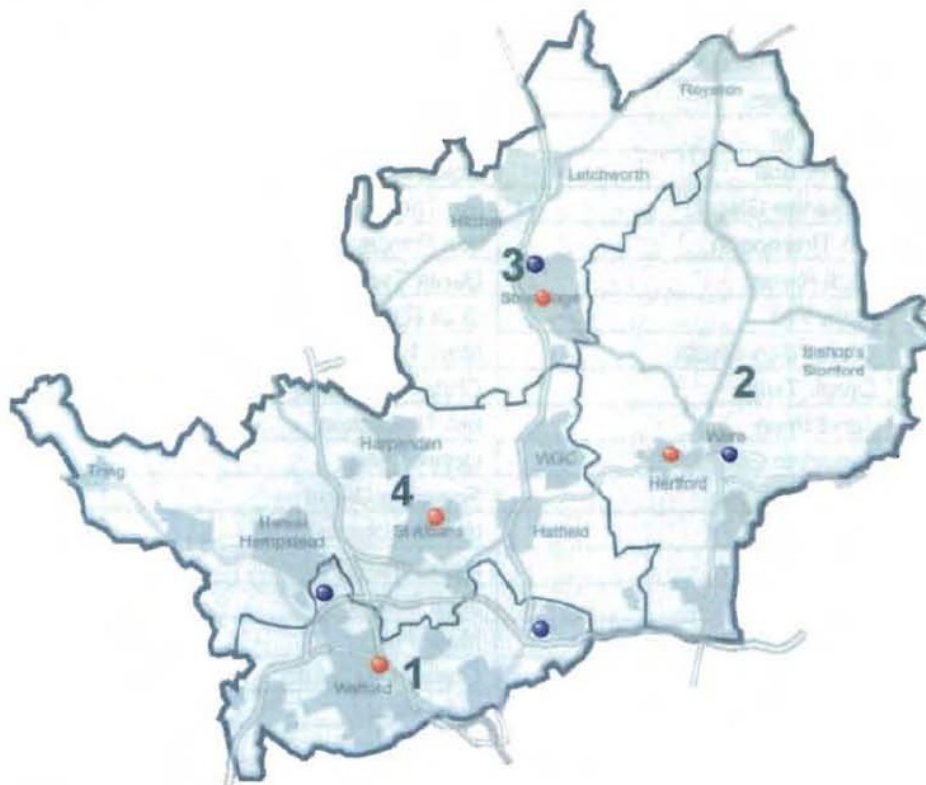 Royston
Letchworth
Hitchin
3
Stevenage
Bishop's
Stortford
2
Ware
Hertford
Harpenden
WGC
Tring
4
Hemel
Hempstead
St Albans
Hatfield
1
Watford